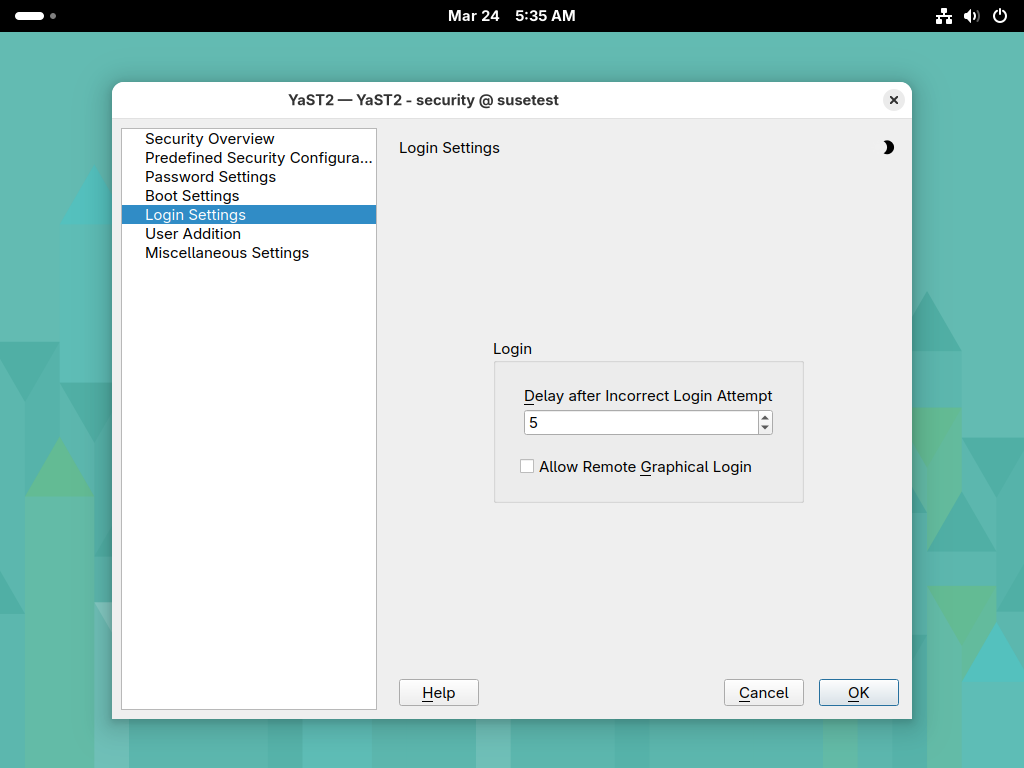 Mar 24 5:35 AM
YaST2 — YaST2 - security @ susetest
Security Overview
Predefined Security Configura...
Password Settings
Boot Settings
Login Settings
User Addition
Miscellaneous Settings
Login Settings
Login
Delay after Incorrect Login Attempt
5
Allow Remote Graphical Login
Help
Cancel
OK